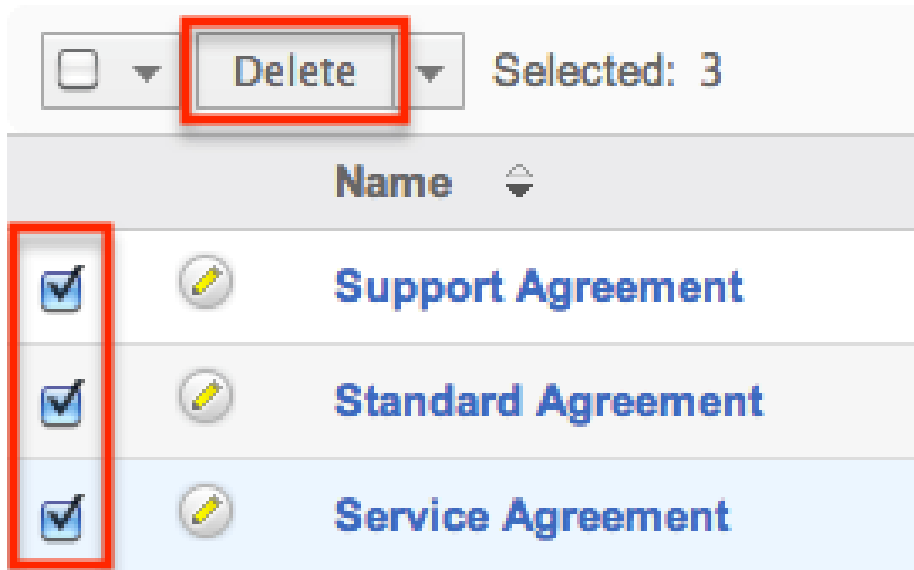 Delete Selected: 3
Name
Support Agreement
Standard Agreement
Service Agreement